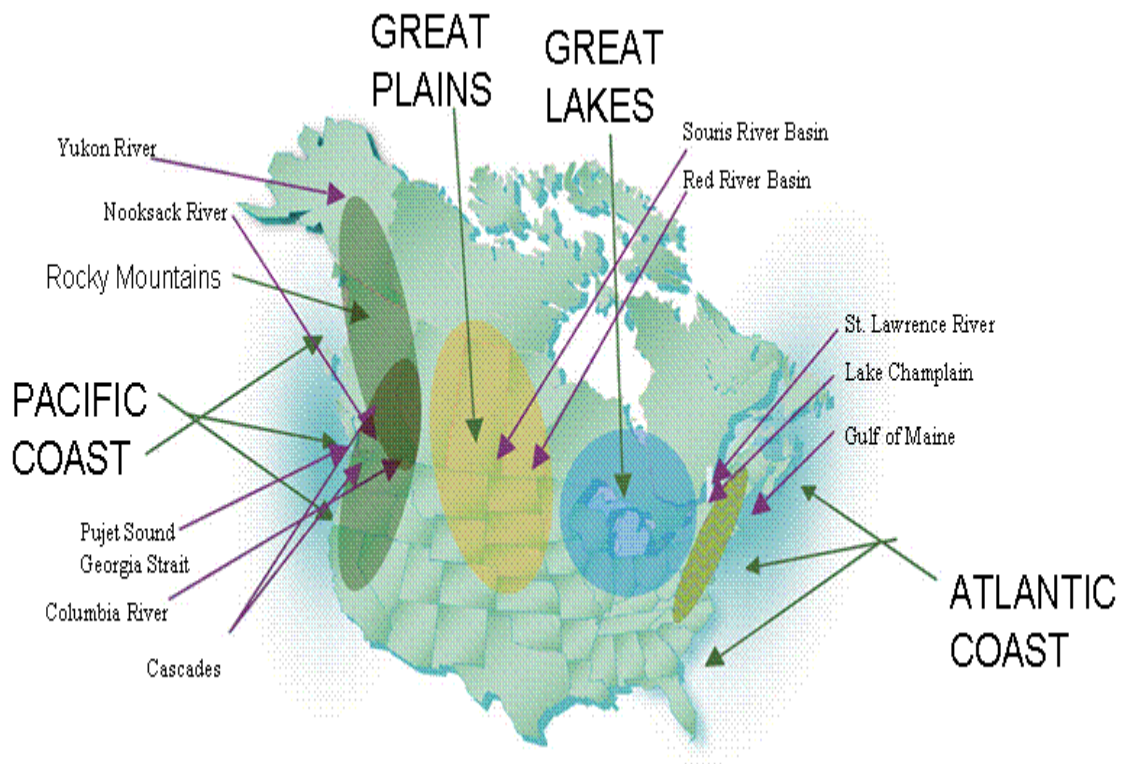 GREAT
PLAINS
GREAT
LAKES
Souris River Basin
Red River Basin
Yukon River
Nooksack River
Rocky Mountains
St. Lawrence River
Lake Champlain
Gulf of Maine
PACIFIC
COAST
Pujet Sound
Georgia Strait
Columbia River
Cascades
ATLANTIC
COAST